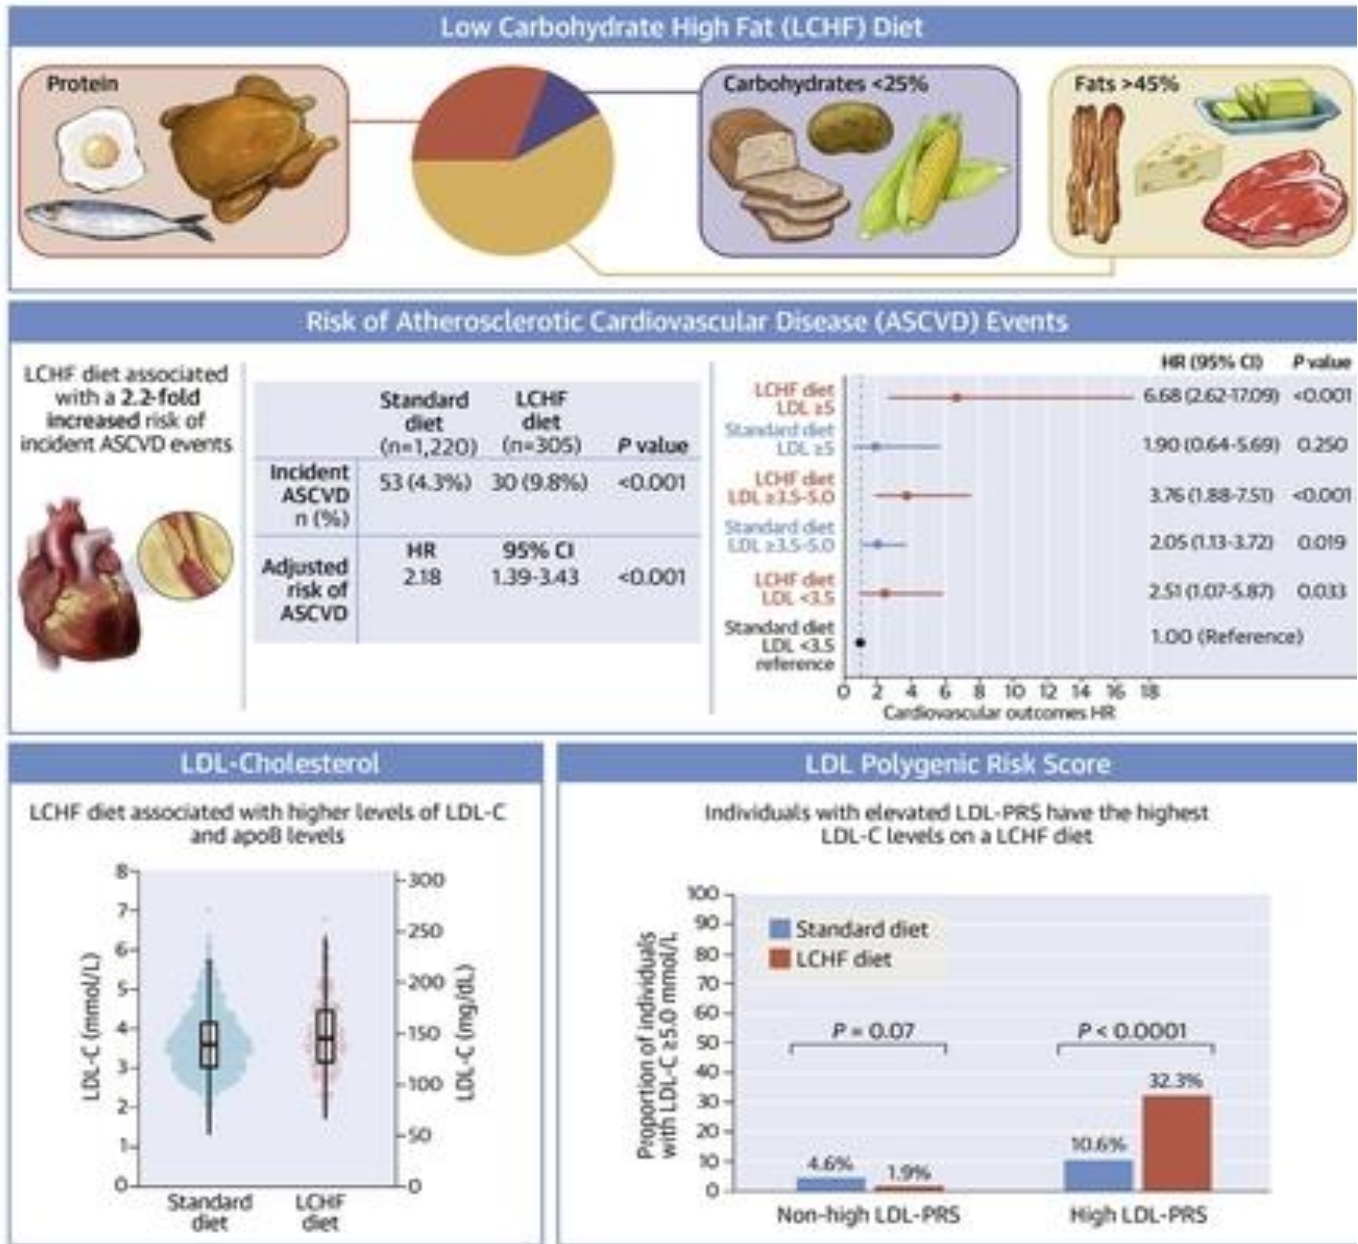 Low Carbohydrate High Fat (LCHF) Diet
Protein
Carbohydrates <25%
Fats >45%
Risk of Atherosclerotic Cardiovascular Disease (ASCVD) Events
LCHF diet associated
with a 2.2-fold
increased risk of
incident ASCVD events
Standard
diet
(n=1,220)
LCHF
diet
(n=305)
P value
Incident
ASCVD
n (%)
53 (4.3%)
30 (9.8%)
<0.001
Adjusted
risk of
ASCVD
HR
2.18
95% CI
1.39-3.43
<0.001
HR (95% CI)
P value
LCHF diet
LDL ≥5
6.68 (2.62-17.09)
<0.001
Standard diet
LDL ≥5
1.90 (0.64-5.69)
0.250
LCHF diet
LDL ≥3.5-5.0
3.76 (1.88-7.51)
<0.001
Standard diet
LDL ≥3.5-5.0
2.05 (1.13-3.72)
0.019
LCHF diet
LDL <3.5
2.51 (1.07-5.87)
0.033
Standard diet
LDL <3.5
reference
1.00 (Reference)
0 2 4 6 8 10 12 14 16 18
Cardiovascular outcomes HR
LDL-Cholesterol
LCHF diet associated with higher levels of LDL-C
and apoB levels
LDL-C (mmol/L)
8
7
6
5
4
3
2
1
0
300
250
200
150
100
50
0
LDL-C (mg/dL)
Standard
diet
LCHF
diet
LDL Polygenic Risk Score
Individuals with elevated LDL-PRS have the highest
LDL-C levels on a LCHF diet
Proportion of individuals
with LDL-C ≥5.0 mmol/L
100
90
80
70
60
50
40
30
20
10
0
Standard diet
LCHF diet
P = 0.07
P < 0.0001
4.6%
1.9%
10.6%
32.3%
Non-high LDL-PRS
High LDL-PRS